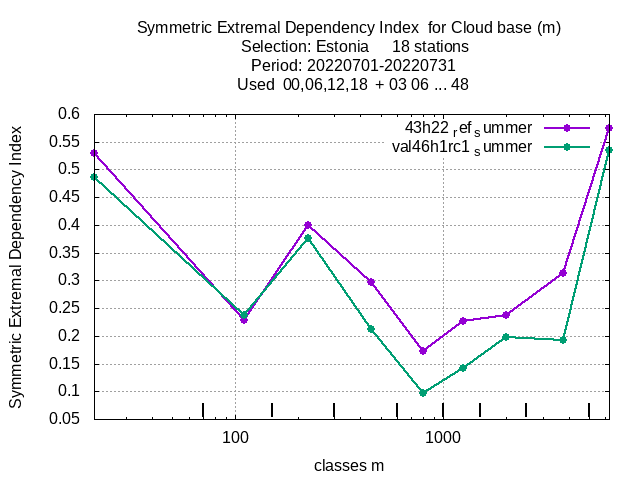 Symmetric Extremal Dependency Index  for Cloud base (m)
Selection: Estonia     18 stations
Period: 20220701-20220731
Used  00,06,12,18  + 03 06 ... 48
43h22 ref summer
val46h1rc1 summer
Symmetric Extremal Dependency Index
0.6
0.55
0.5
0.45
0.4
0.35
0.3
0.25
0.2
0.15
0.1
0.05
100
1000
classes m